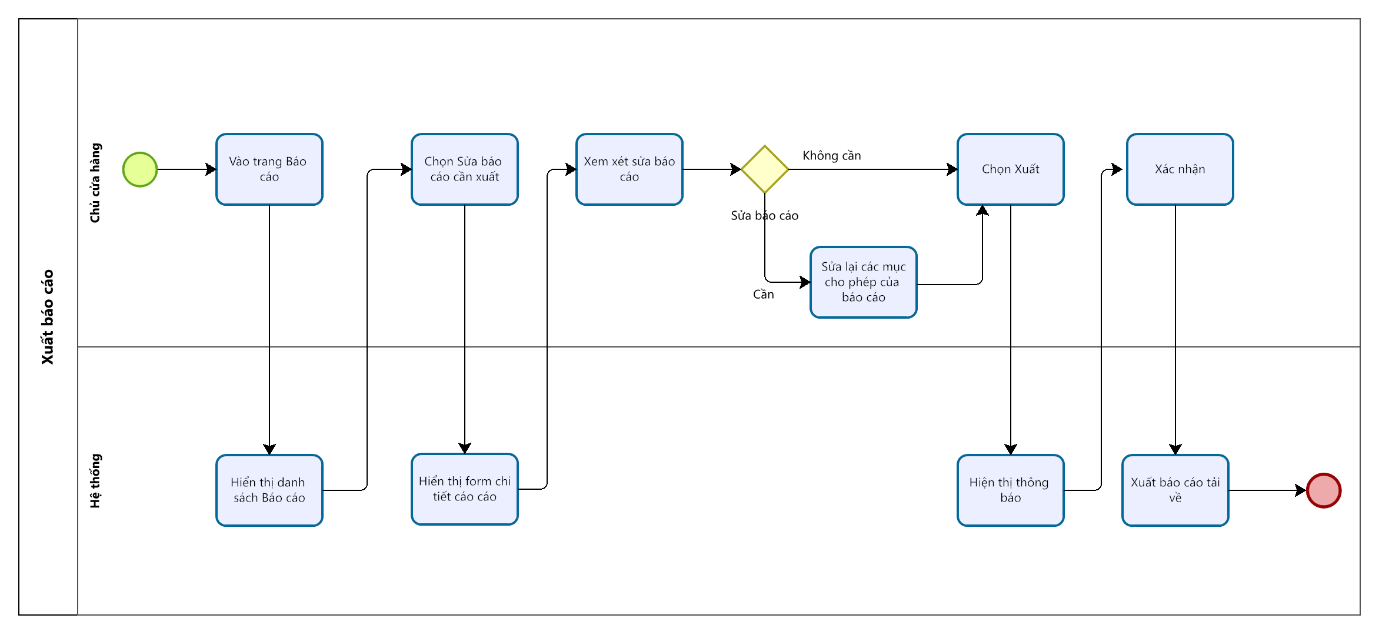 Xuất báo cáo
Chủ cửa hàng
Vào trang Báo
cáo
Chọn Sửa báo
cáo cần xuất
Xem xét sửa báo
cáo
Sửa báo cáo
Không cần
Cần
Sửa lại các mục
cho phép của
báo cáo
Chọn Xuất
Xác nhận
Hệ thống
Hiển thị danh
sách Báo cáo
Hiển thị form chi
tiết cáo cáo
Hiện thị thông
báo
Xuất báo cáo tải
về